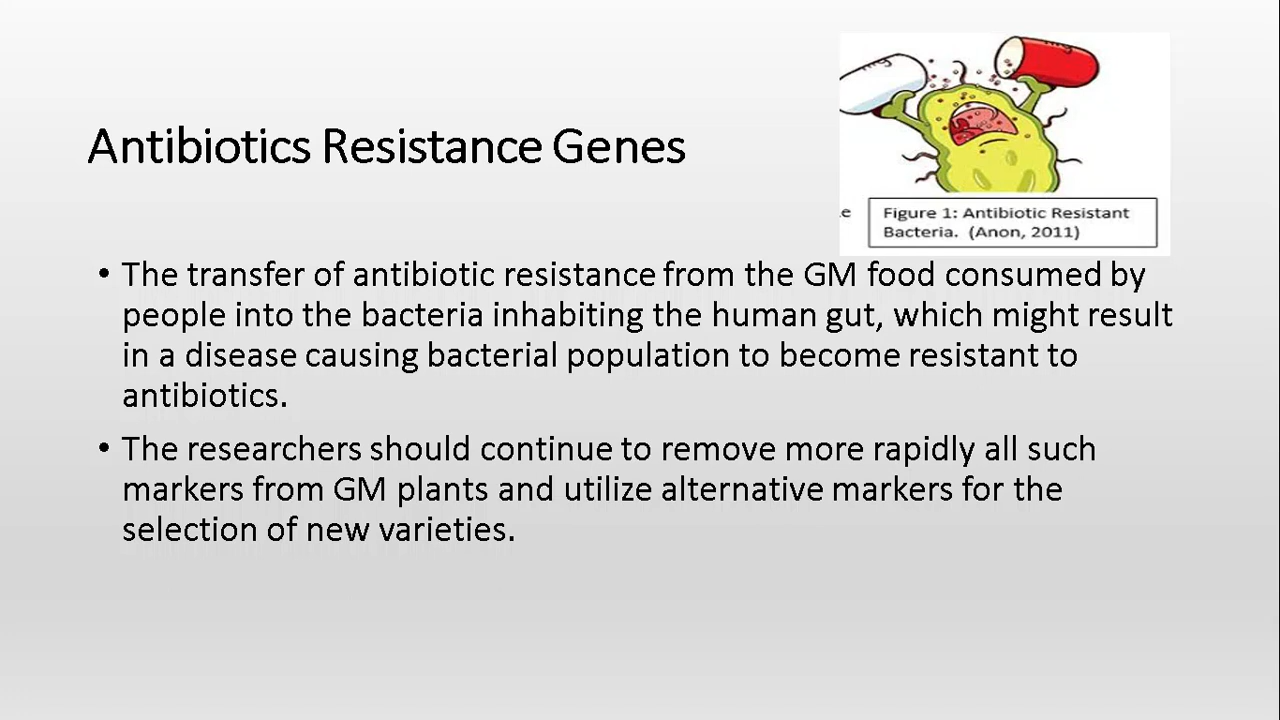 Antibiotics Resistance Genes
.e
Figure 1: Antibiotic Resistant
Bacteria. (Anon, 2011)
• The transfer of antibiotic resistance from the GM food consumed by
people into the bacteria inhabiting the human gut, which might result
in a disease causing bacterial population to become resistant to
antibiotics.
• The researchers should continue to remove more rapidly all such
markers from GM plants and utilize alternative markers for the
selection of new varieties.